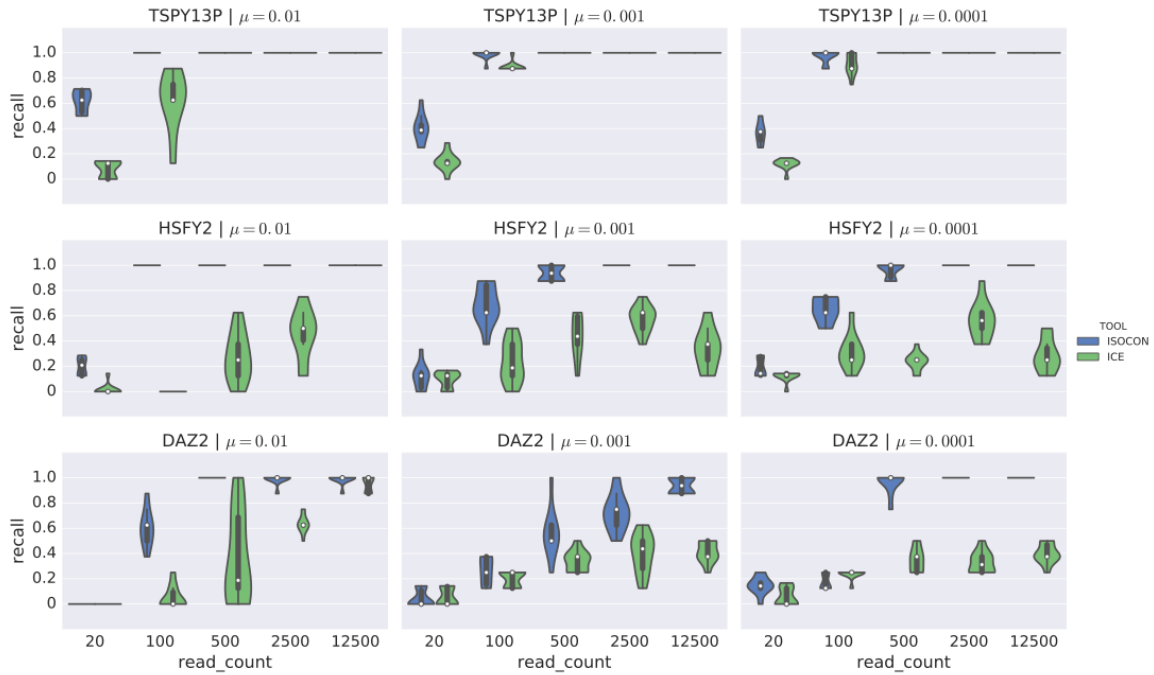 TSPY13P | μ = 0.01
TSPY13P | μ = 0.001
TSPY13P | μ = 0.0001
1.0
0.8
0.6
0.4
0.2
0
recall
HSFY2 | μ = 0.01
HSFY2 | μ = 0.001
HSFY2 | μ = 0.0001
1.0
0.8
0.6
0.4
0.2
0
recall
TOOL
ISOCON
ICE
DAZ2 | μ = 0.01
DAZ2 | μ = 0.001
DAZ2 | μ = 0.0001
1.0
0.8
0.6
0.4
0.2
0
recall
20 100 500 2500 12500
20 100 500 2500 12500
20 100 500 2500 12500
read_count
read_count
read_count